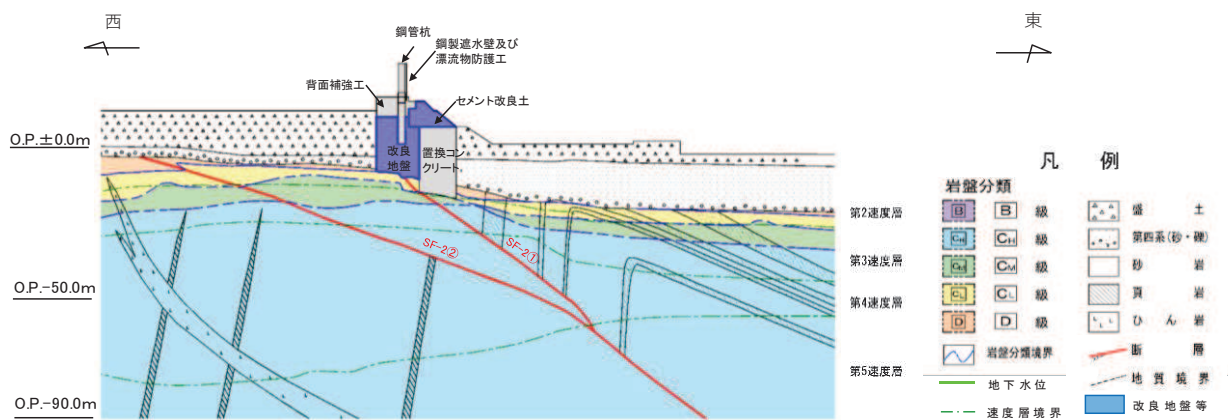 西
東
鋼管杭
鋼製遮水壁及び
漂流物防護工
背面補強工
セメント改良土
O.P.±0.0m
改良
地盤
置換コン
クリート
SF-2②
SF-2①
O.P.-50.0m
O.P.-90.0m
第2速度層
第3速度層
第4速度層
第5速度層
凡 例
岩盤分類
B B 級
CH CH 級
CM CM 級
CL CL 級
D D 級
岩盤分類境界
地下水位
速度層境界
盛 土
第四系(砂・礫)
砂 岩
頁 岩
ひ ん 岩
断 層
地 質 境 界
改良地盤等